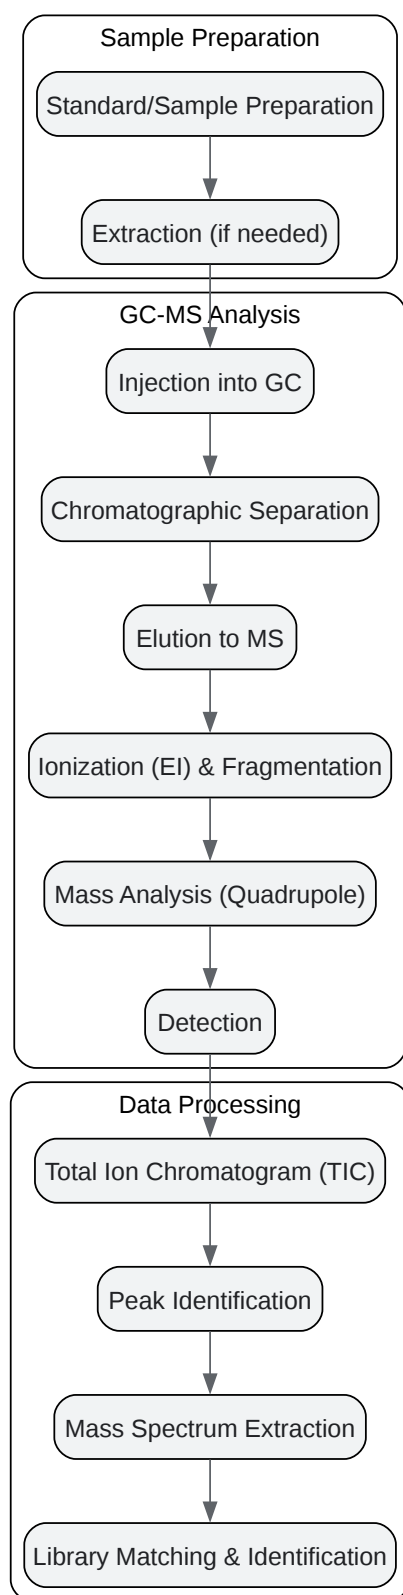 Sample Preparation
Standard/Sample Preparation
Extraction (if needed)
GC-MS Analysis
Injection into GC
Chromatographic Separation
Elution to MS
Ionization (EI) & Fragmentation
Mass Analysis (Quadrupole)
Detection
Data Processing
Total Ion Chromatogram (TIC)
Peak Identification
Mass Spectrum Extraction
Library Matching & Identification